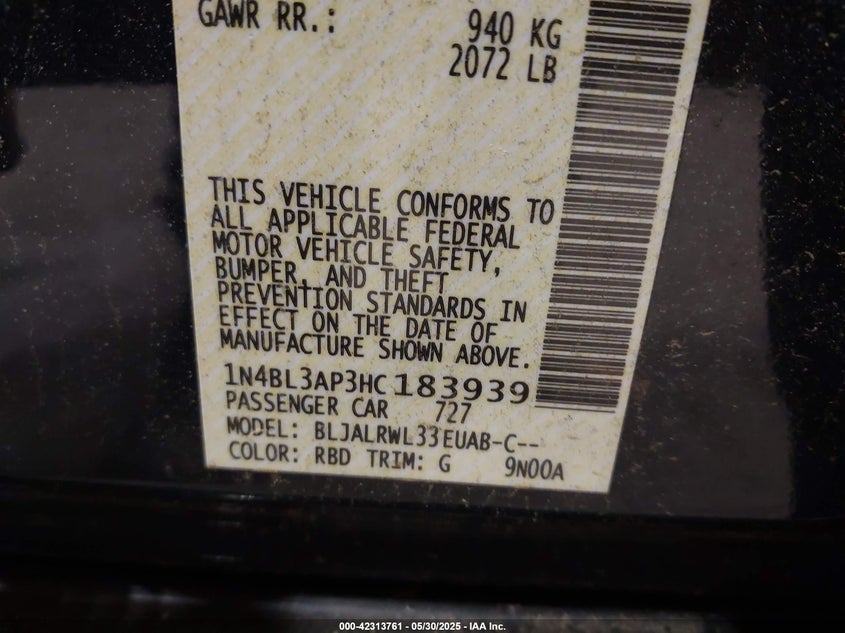 GAWR RR.: 940 KG
2072 LB
THIS VEHICLE CONFORMS TO
ALL APPLICABLE FEDERAL
MOTOR VEHICLE SAFETY,
BUMPER, AND THEFT
PREVENTION STANDARDS IN
EFFECT ON THE DATE OF
MANUFACTURE SHOWN ABOVE.
1N4BL3AP3HC183939
PASSENGER CAR 727
MODEL: BLJALRWL33EUAB-C--
COLOR: RBD TRIM: G 9N00A
000-42313761 - 05/30/2025 - IAA Inc.